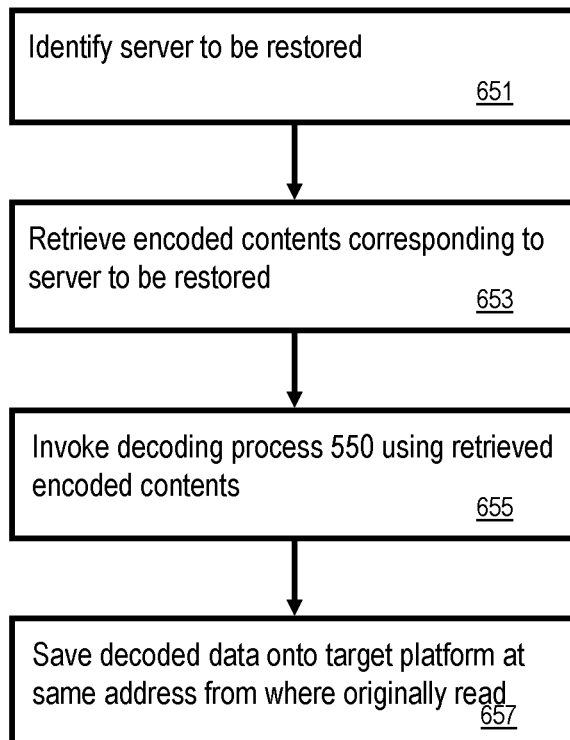 Identify server to be restored
651
Retrieve encoded contents corresponding to
server to be restored
653
Invoke decoding process 550 using retrieved
encoded contents
655
Save decoded data onto target platform at
same address from where originally read
657